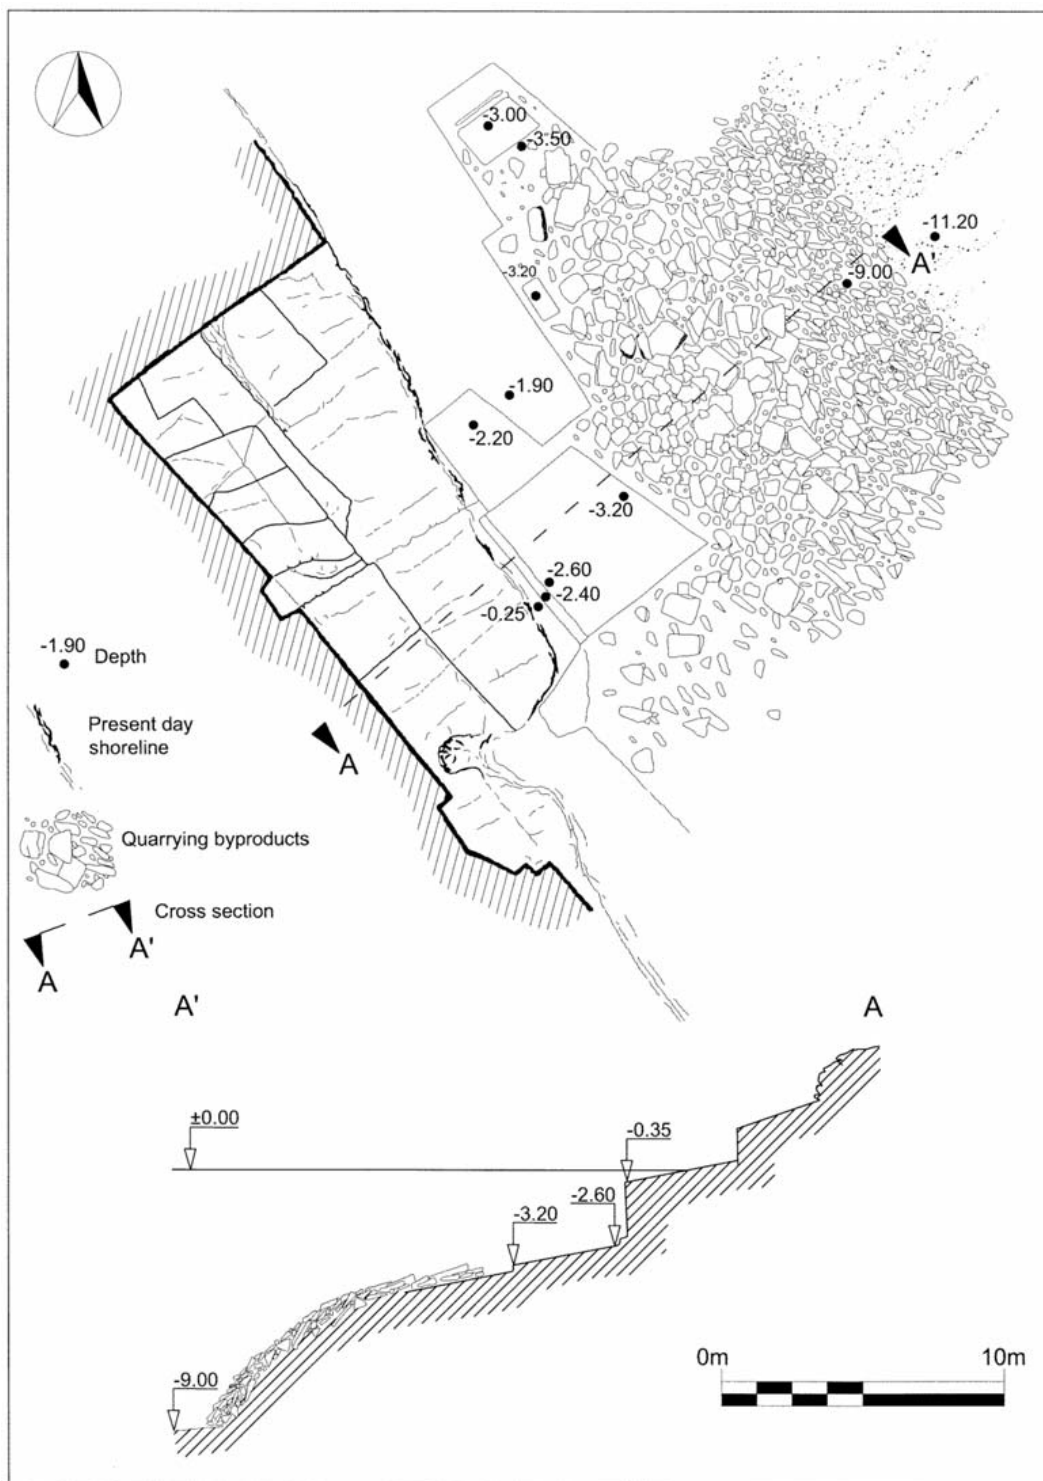 -3.00
-3.50
-11.20
A'
-9.00
-3.20
-1.90
-2.20
-3.20
-2.60
-2.40
-0.25
-1.90
Depth
Present day
shoreline
A
Quarrying byproducts
Cross section
A'
A
A'
A
±0.00
-0.35
-2.60
-3.20
-9.00
0m
10m